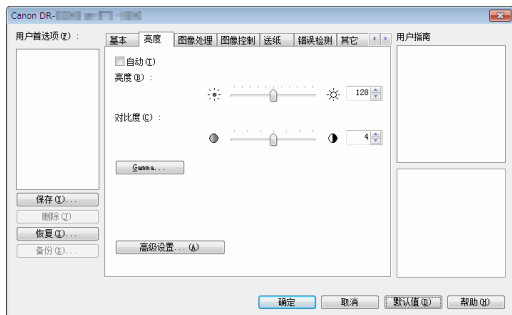 Canon DR-
用户首选项(P):
基本 亮度 图像处理 图像控制 送纸 错误检测 其它
用户指南
自动(T)
亮度(B):
128
对比度(C):
4
Gamma...
保存(V)...
恢复(Z)...
备份(X)...
高级设置...(A)
确定 取消 默认值(D) 帮助(H)